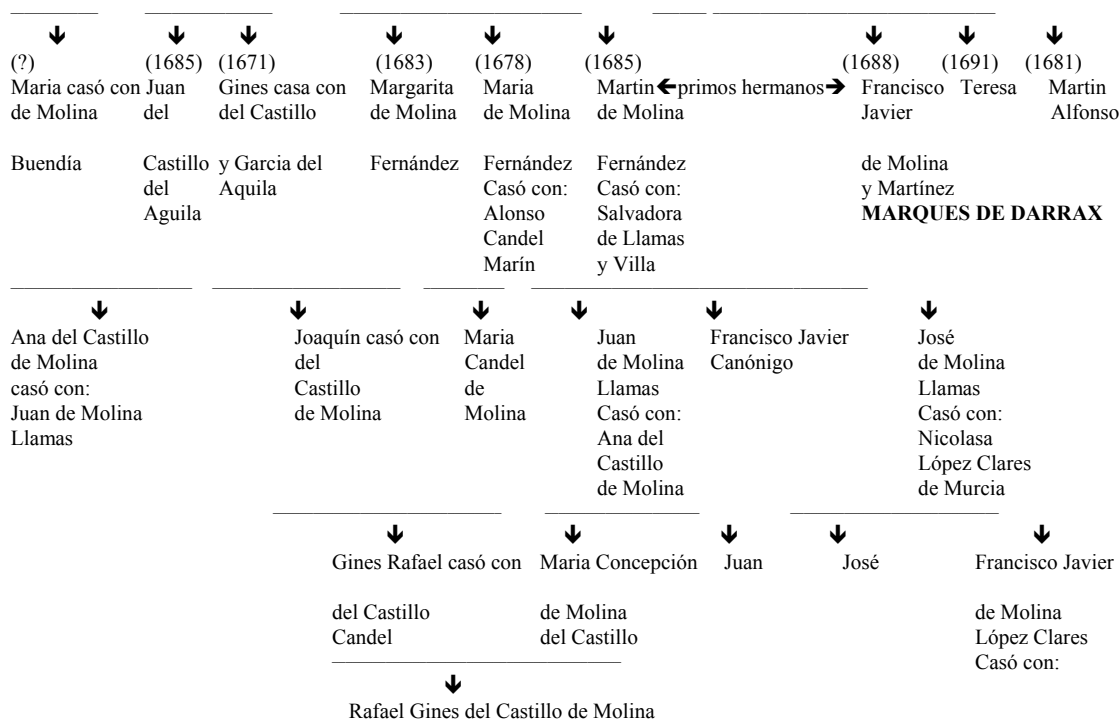 (?) (1685) (1671) (1683) (1678) (1685) (1688) (1691) (1681)
Maria casó con Juan Gines casa con Margarita Maria Martin🡸primos hermanos🡺 Francisco Teresa Martin
de Molina del del Castillo de Molina de Molina de Molina Javier Alfonso
Buendía Castillo y Garcia del Fernández Fernández Fernández de Molina
del Aquila Casó con: Casó con: y Martínez
Aguila Alonso Salvadora MARQUES DE DARRAX
Candel de Llamas
Marín y Villa
Ana del Castillo Joaquín casó con Maria Juan Francisco Javier José
de Molina del Candel de Molina Canónigo de Molina
casó con: Castillo de Llamas Llamas
Juan de Molina de Molina Molina Casó con: Casó con:
Llamas Ana del Nicolasa
Castillo López Clares
de Molina de Murcia
Gines Rafael casó con Maria Concepción Juan José Francisco Javier
del Castillo de Molina de Molina
Candel del Castillo López Clares
Casó con:
Rafael Gines del Castillo de Molina